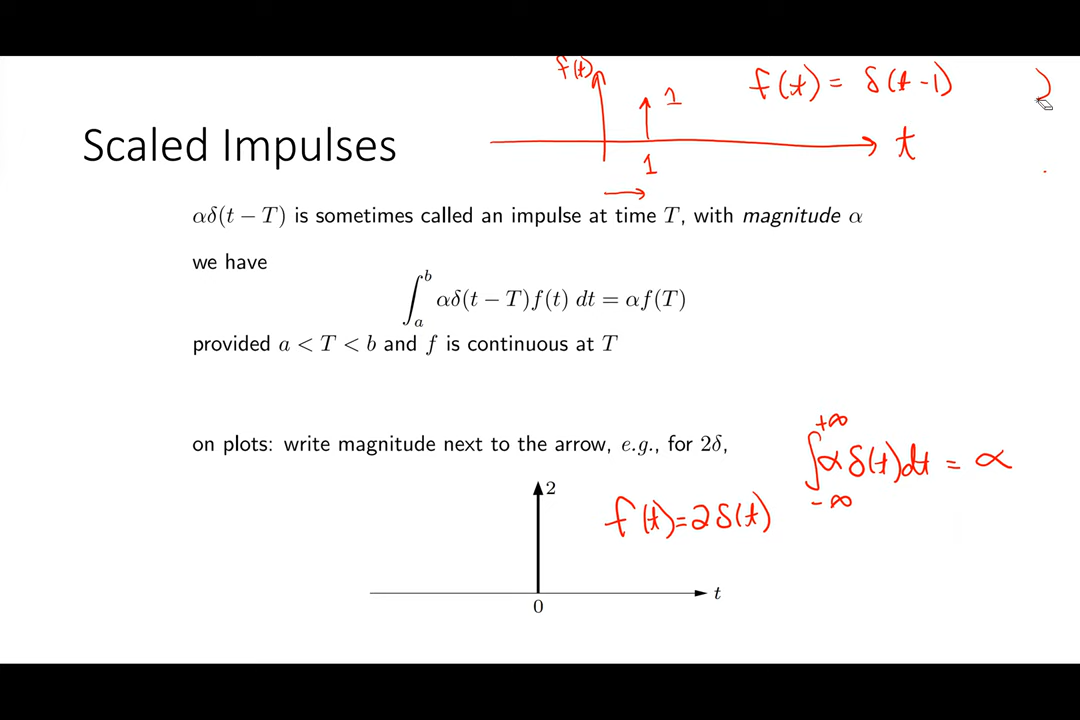 f(t)
1
f(t) = δ(t-1)
Scaled Impulses
t
1
αδ(t − T) is sometimes called an impulse at time T, with magnitude α
we have
∫_a^b αδ(t − T)f(t) dt = αf(T)
provided a < T < b and f is continuous at T
on plots: write magnitude next to the arrow, e.g., for 2δ,
∫_{-∞}^{+∞} αδ(t)dt = α
2
f(t)=2δ(t)
t
0